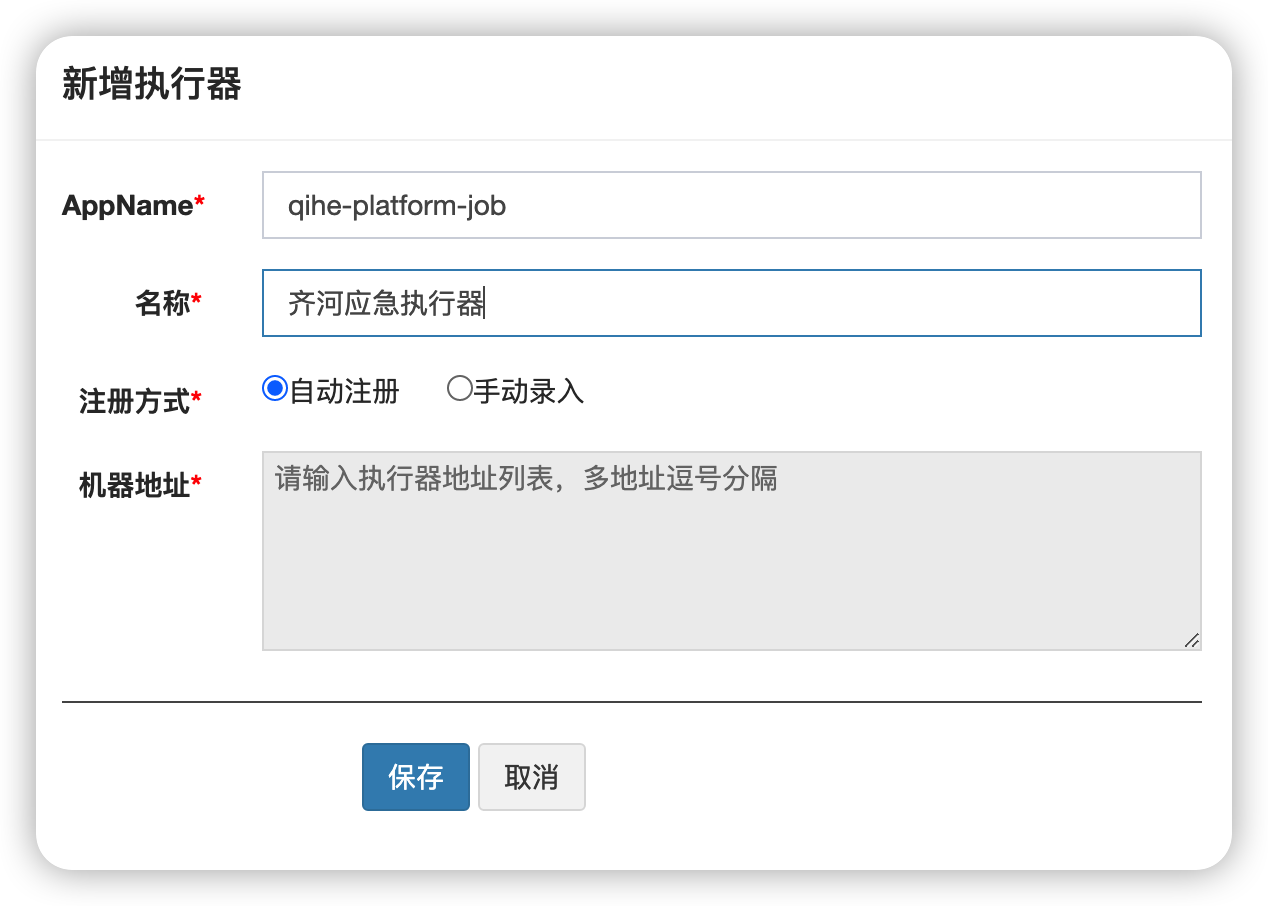 新增执行器
AppName* qihe-platform-job
名称* 齐河应急执行器
注册方式* 自动注册 手动录入
机器地址* 请输入执行器地址列表，多地址逗号分隔
保存 取消